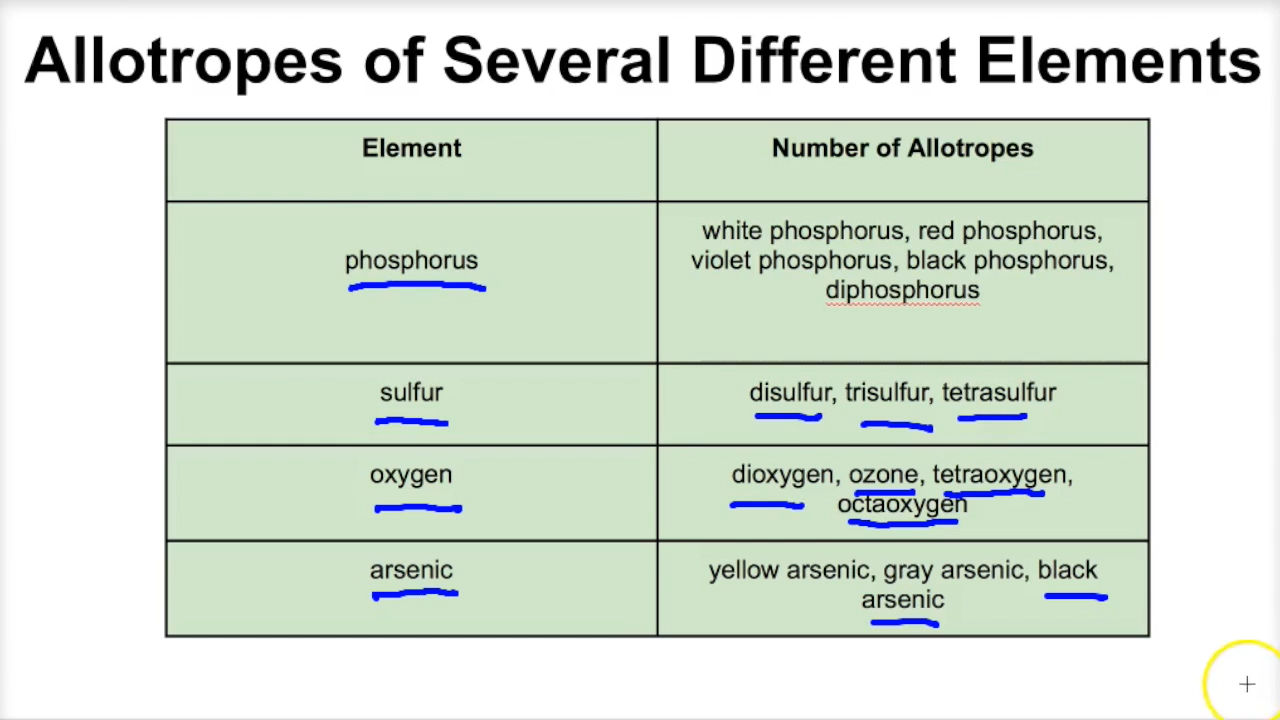 Allotropes of Several Different Elements
Element
Number of Allotropes
phosphorus
white phosphorus, red phosphorus,
violet phosphorus, black phosphorus,
diphosphorus
sulfur
disulfur, trisulfur, tetrasulfur
oxygen
dioxygen, ozone, tetraoxygen,
octaoxygen
arsenic
yellow arsenic, gray arsenic, black
arsenic